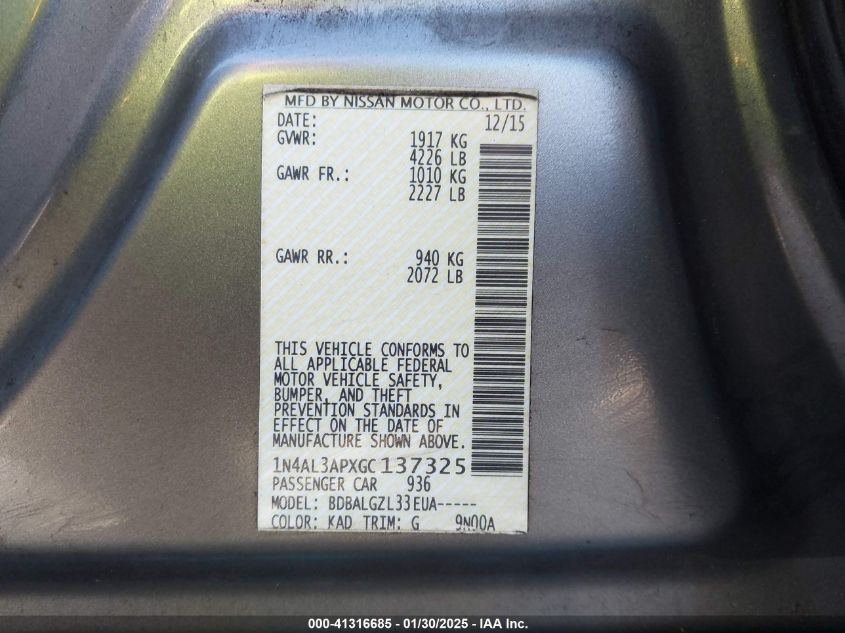 MFD BY NISSAN MOTOR CO., LTD.
DATE: 12/15
GVWR: 1917 KG
4226 LB
GAWR FR.: 1010 KG
2227 LB
GAWR RR.: 940 KG
2072 LB
THIS VEHICLE CONFORMS TO
ALL APPLICABLE FEDERAL
MOTOR VEHICLE SAFETY,
BUMPER, AND THEFT
PREVENTION STANDARDS IN
EFFECT ON THE DATE OF
MANUFACTURE SHOWN ABOVE.
1N4AL3APXGC137325
PASSENGER CAR 936
MODEL: BDBALGZL33EUA-----
COLOR: KAD TRIM: G 9N00A
000-41316685 - 01/30/2025 - IAA Inc.